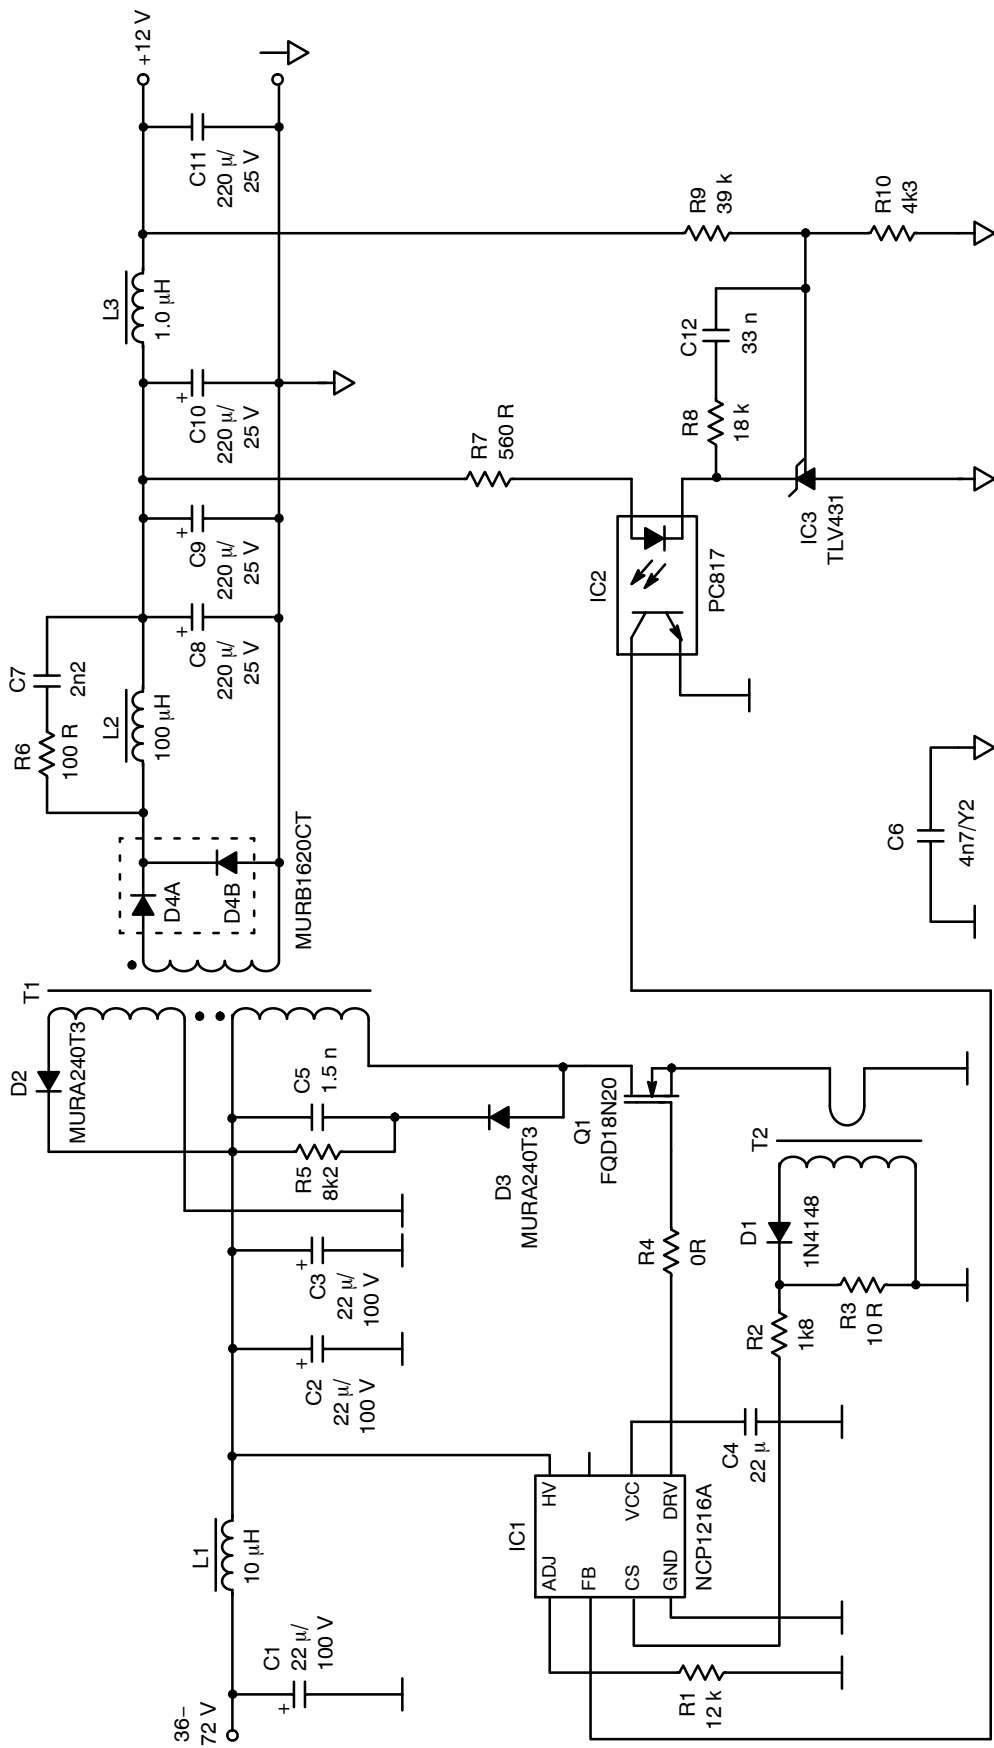 36–
72 V
C1
22 µ/
100 V
+
L1
10 µH
C2
22 µ/
100 V
+
C3
22 µ/
100 V
+
R5
8k2
C5
1.5 n
D2
MURA240T3
T1
D3
MURA240T3
D4A
D4B
MURB1620CT
R6
100 R
C7
2n2
L2
100 µH
C8
220 µ/
25 V
+
C9
220 µ/
25 V
+
C10
220 µ/
25 V
+
L3
1.0 µH
C11
220 µ/
25 V
+12 V
IC1
ADJ
FB
CS
GND
HV
VCC
DRV
NCP1216A
R1
12 k
C4
22 µ
R4
0R
Q1
FQD18N20
R2
1k8
R3
10 R
D1
1N4148
T2
C6
4n7/Y2
IC2
PC817
R7
560 R
R8
18 k
C12
33 n
IC3
TLV431
R9
39 k
R10
4k3